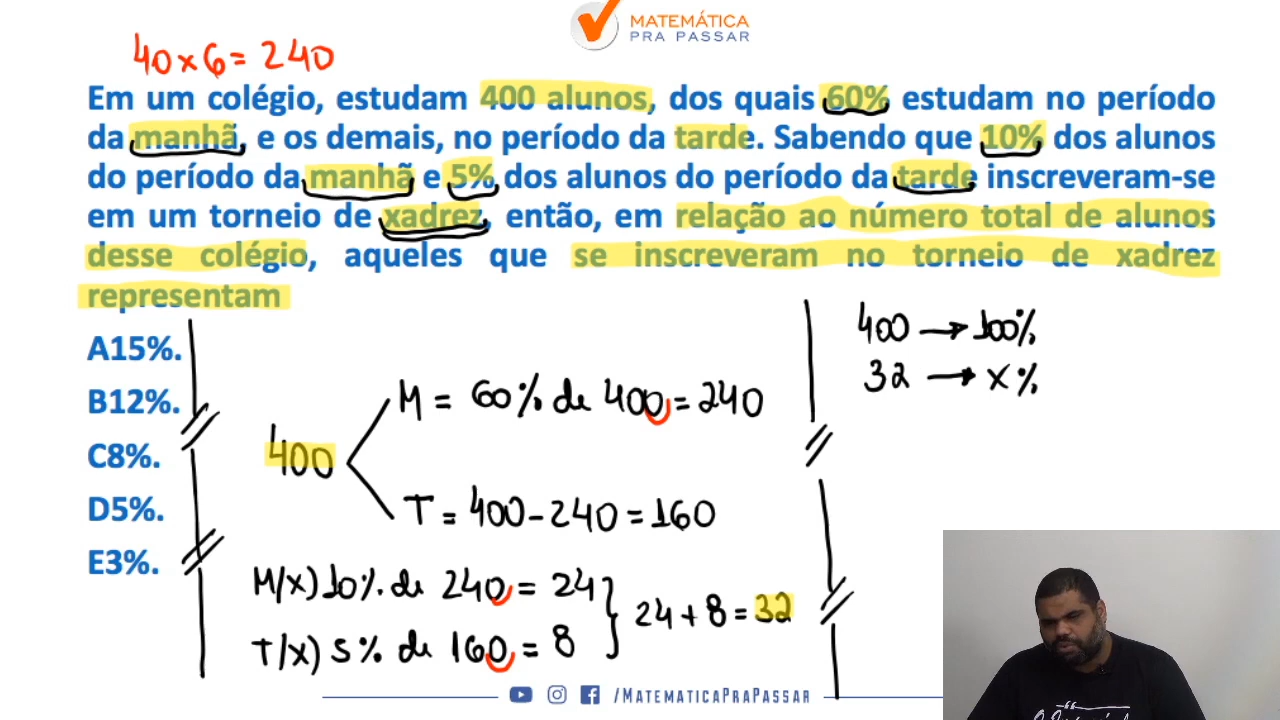 MATEMÁTICA
PRA PASSAR
40 x 6 = 240
Em um colégio, estudam 400 alunos, dos quais 60% estudam no período
da manhã, e os demais, no período da tarde. Sabendo que 10% dos alunos
do período da manhã e 5% dos alunos do período da tarde inscreveram-se
em um torneio de xadrez, então, em relação ao número total de alunos
desse colégio, aqueles que se inscreveram no torneio de xadrez
representam
A15%.
B12%.
C8%.
D5%.
E3%.
400
M = 60% de 400 = 240
T = 400 - 240 = 160
M/X) 10% de 240 = 24
T/X) 5% de 160 = 8
24 + 8 = 32
400 → 100%
32 → X%
/MATEMATICAPRAPASSAR